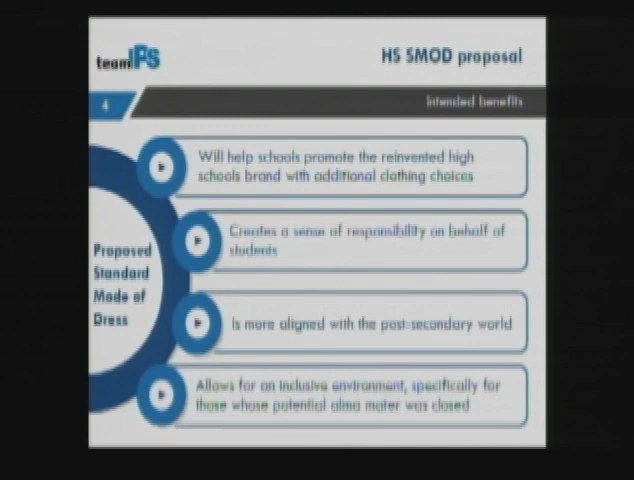 teamIPS
HS SMOD proposal
4
Intended benefits
Will help schools promote the reinvented high
schools brand with additional clothing choices
Creates a sense of responsibility on behalf of
students
Proposed
Standard
Mode of
Dress
Is more aligned with the post-secondary world
Allows for an inclusive environment, specifically for
those whose potential alma mater was closed